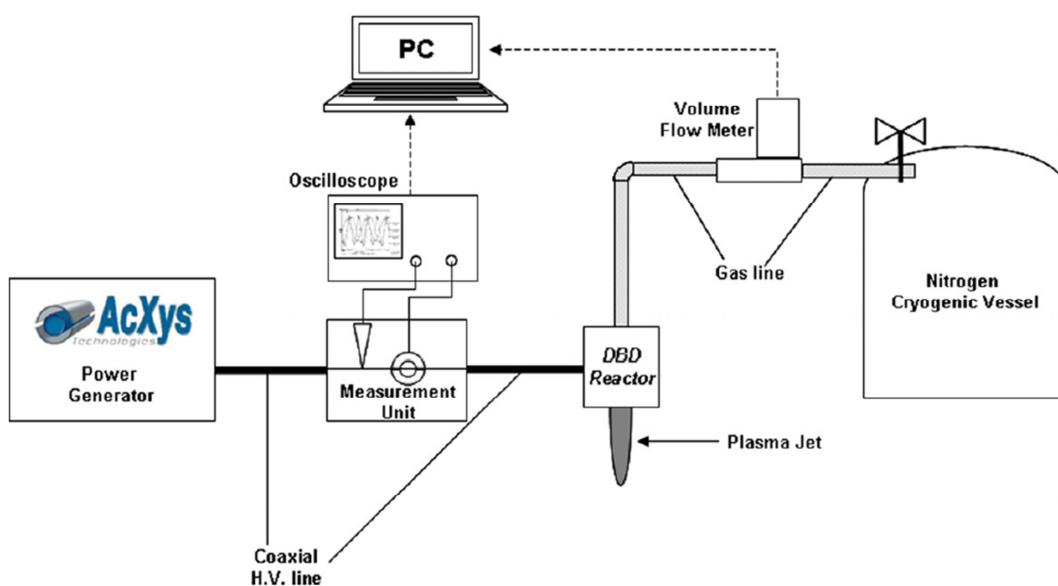 PC
Volume
Flow Meter
Oscilloscope
Gas line
Nitrogen
Cryogenic Vessel
AcXys
Technologies
Power
Generator
Measurement
Unit
DBD
Reactor
Plasma Jet
Coaxial
H.V. line